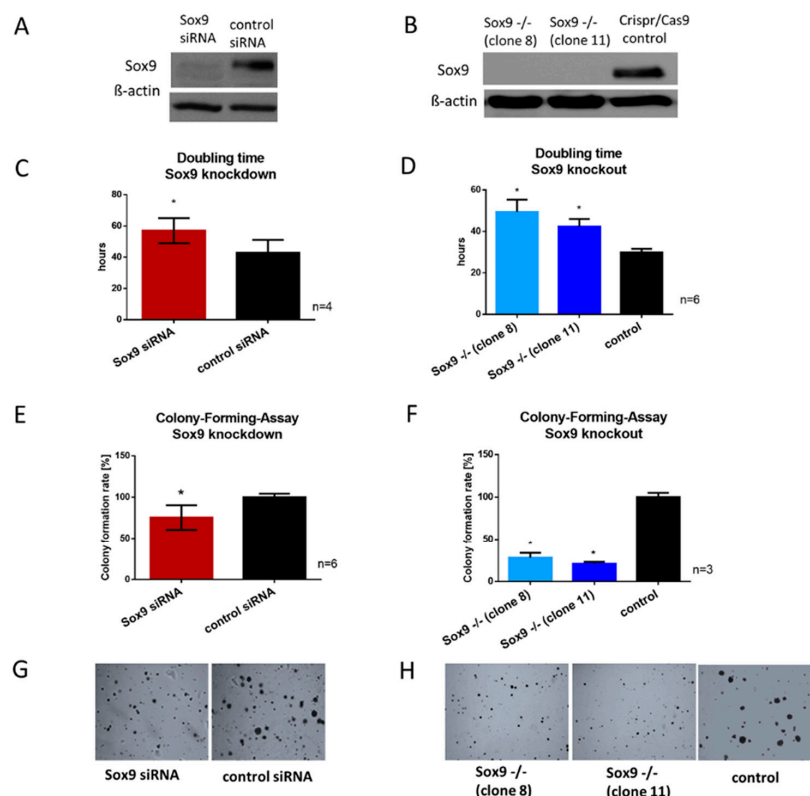 A
Sox9 siRNA
control siRNA
Sox9
ß-actin
B
Sox9 -/- (clone 8)
Sox9 -/- (clone 11)
Crispr/Cas9 control
Sox9
ß-actin
C
Doubling time
Sox9 knockdown
hours
80
60
40
20
0
*
n=4
Sox9 siRNA
control siRNA
D
Doubling time
Sox9 knockout
hours
60
40
20
0
*
*
n=6
Sox9 -/- (clone 8)
Sox9 -/- (clone 11)
control
E
Colony-Forming-Assay
Sox9 knockdown
Colony formation rate [%]
150
100
50
0
*
n=6
Sox9 siRNA
control siRNA
F
Colony-Forming-Assay
Sox9 knockout
Colony formation rate [%]
150
100
50
0
*
*
n=3
Sox9 -/- (clone 8)
Sox9 -/- (clone 11)
control
G
Sox9 siRNA
control siRNA
H
Sox9 -/-
(clone 8)
Sox9 -/-
(clone 11)
control